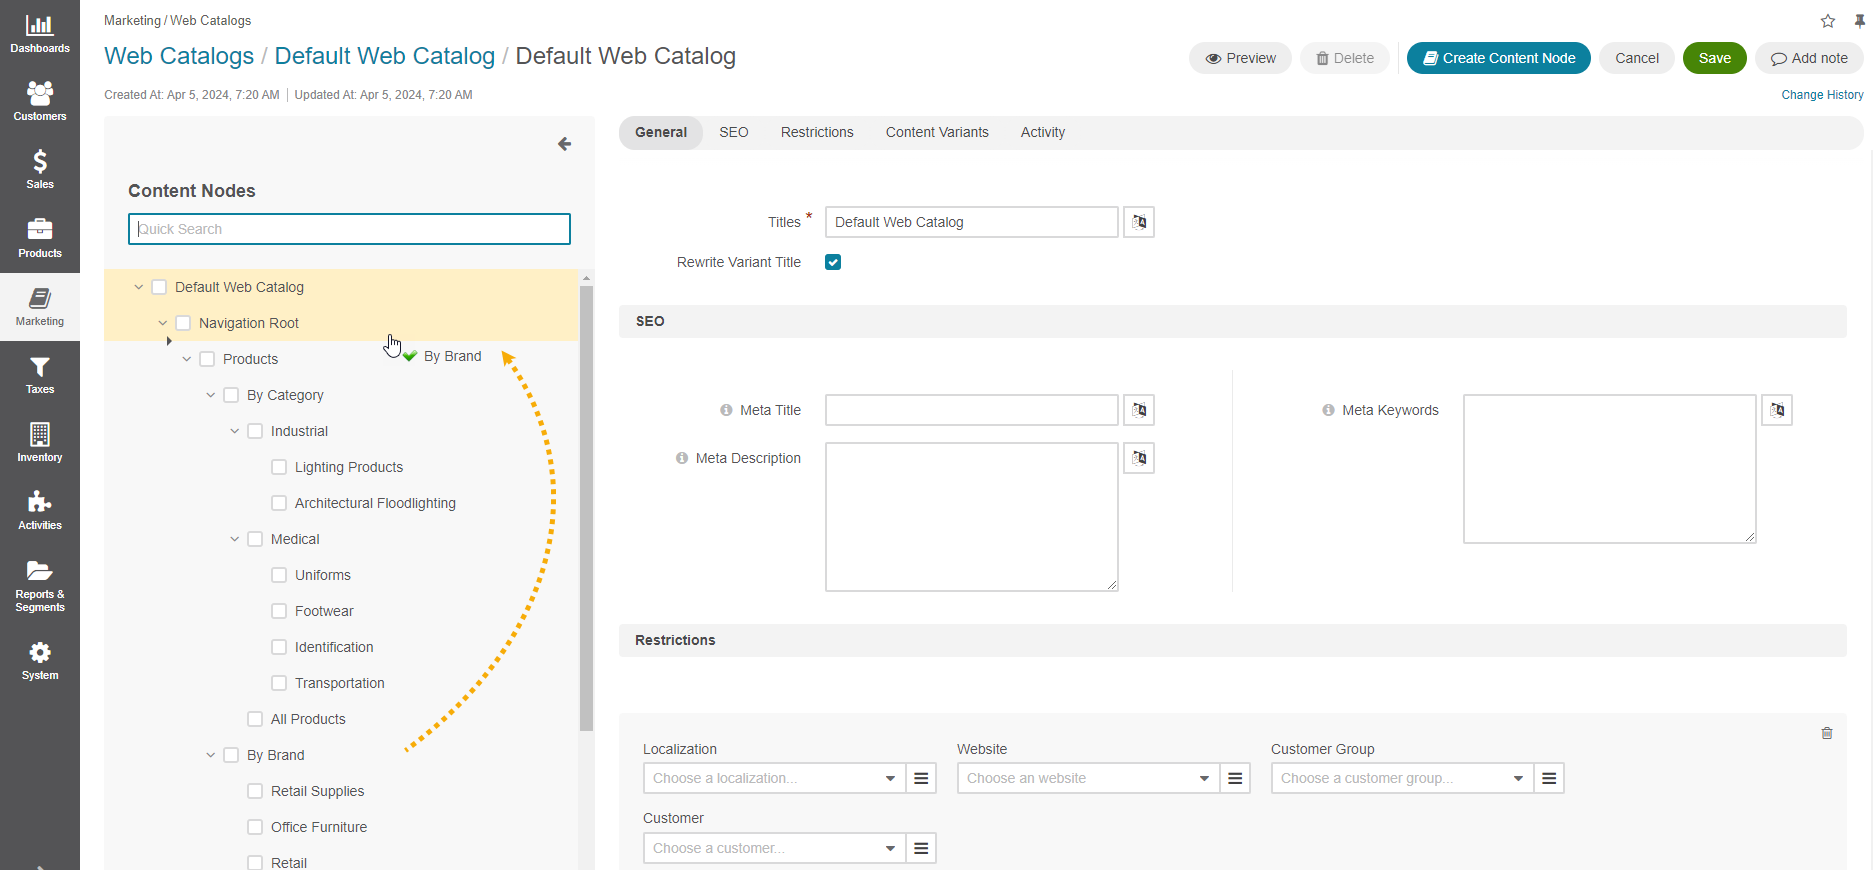 Dashboards
Customers
Sales
Products
Marketing
Taxes
Inventory
Activities
Reports &
Segments
System
Marketing / Web Catalogs
Web Catalogs / Default Web Catalog / Default Web Catalog
Preview
Delete
Create Content Node
Cancel
Save
Add note
Created At: Apr 5, 2024, 7:20 AM | Updated At: Apr 5, 2024, 7:20 AM
Change History
Content Nodes
Quick Search
Default Web Catalog
Navigation Root
By Brand
Products
By Category
Industrial
Lighting Products
Architectural Floodlighting
Medical
Uniforms
Footwear
Identification
Transportation
All Products
By Brand
Retail Supplies
Office Furniture
Retail
General
SEO
Restrictions
Content Variants
Activity
Titles *
Default Web Catalog
Rewrite Variant Title
SEO
Meta Title
Meta Keywords
Meta Description
Restrictions
Localization
Choose a localization...
Website
Choose an website
Customer Group
Choose a customer group...
Customer
Choose a customer...